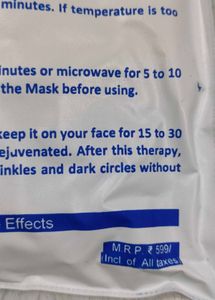 minutes. If temperature is too
inutes or microwave for 5 to 10
the Mask before using.
keep it on your face for 15 to 30
ejuvenated. After this therapy,
inkles and dark circles without
Effects
M R P ₹ 599/
Incl of All taxes